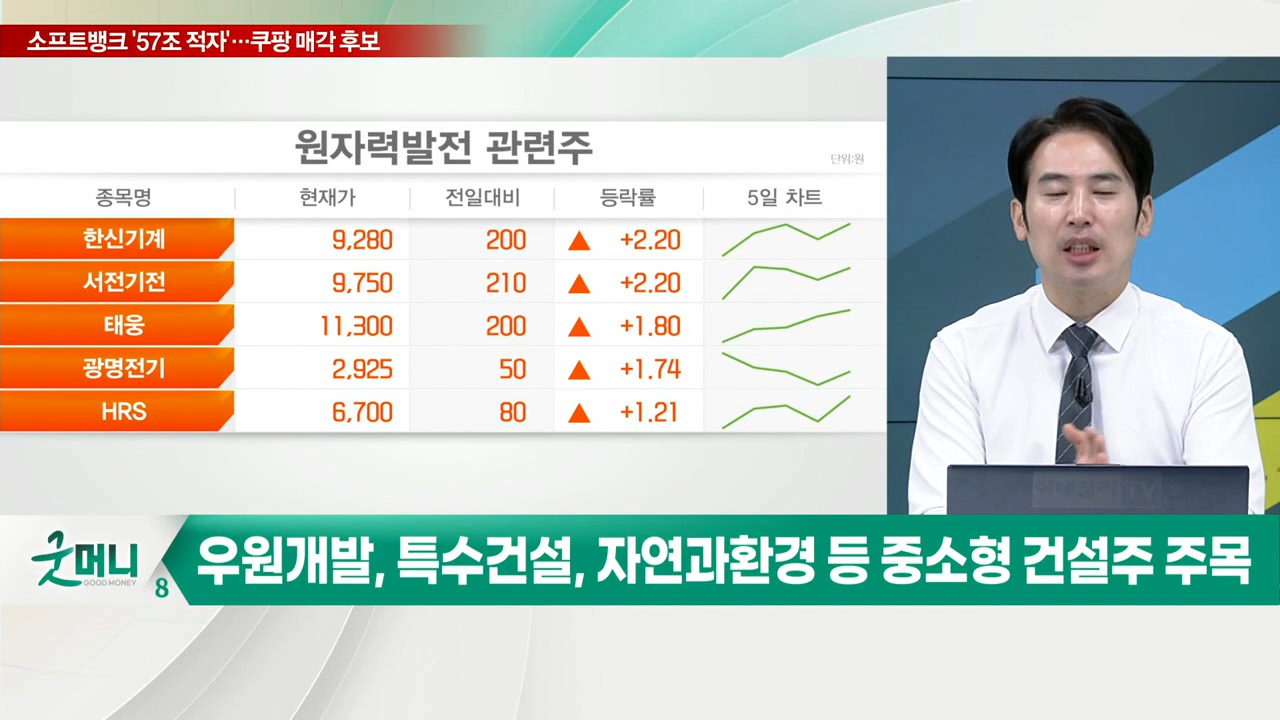 소프트뱅크 '57조 적자'…쿠팡 매각 후보
원자력발전 관련주
단위:원
종목명 현재가 전일대비 등락률 5일 차트
한신기계 9,280 200 ▲ +2.20
서전기전 9,750 210 ▲ +2.20
태웅 11,300 200 ▲ +1.80
광명전기 2,925 50 ▲ +1.74
HRS 6,700 80 ▲ +1.21
이데일리 TV
굿머니
GOOD MONEY
8
우원개발, 특수건설, 자연과환경 등 중소형 건설주 주목